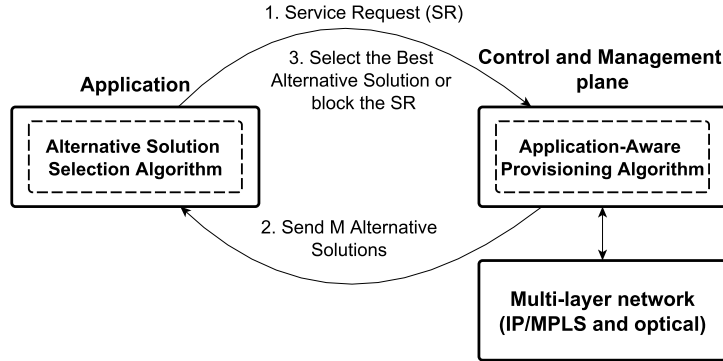 1. Service Request (SR)
3. Select the Best
Alternative Solution or
block the SR
Application
Control and Management
plane
Alternative Solution
Selection Algorithm
Application-Aware
Provisioning Algorithm
2. Send M Alternative
Solutions
Multi-layer network
(IP/MPLS and optical)